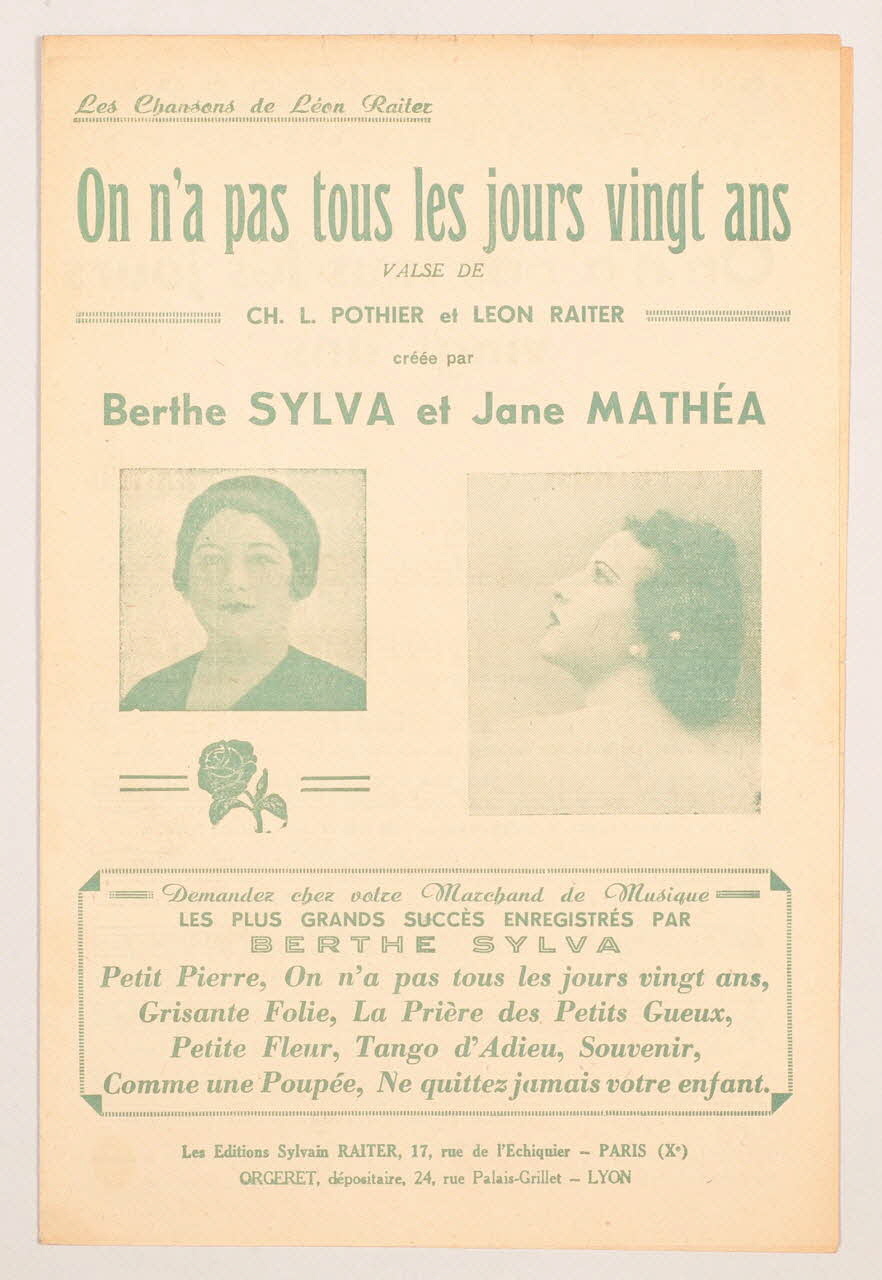 Les Chansons de Léon Raiter
On n'a pas tous les jours vingt ans
VALSE DE
CH. L. POTHIER et LEON RAITER
créée par
Berthe SYLVA et Jane MATHÉA
Demandez chez votre Marchand de Musique
LES PLUS GRANDS SUCCÈS ENREGISTRÉS PAR
BERTHE SYLVA
Petit Pierre, On n'a pas tous les jours vingt ans,
Grisante Folie, La Prière des Petits Gueux,
Petite Fleur, Tango d'Adieu, Souvenir,
Comme une Poupée, Ne quittez jamais votre enfant.
Les Editions Sylvain RAITER, 17, rue de l'Echiquier – PARIS (Xe)
ORGERET, dépositaire, 24, rue Palais-Grillet – LYON